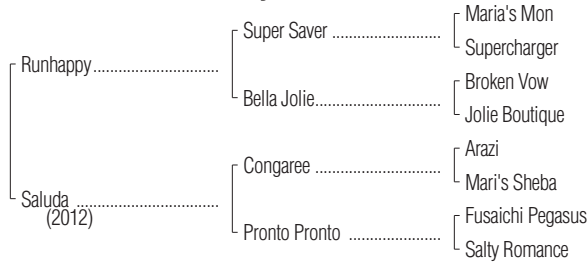 Maria's Mon
Super Saver
Supercharger
Runhappy
Broken Vow
Bella Jolie
Jolie Boutique
Arazi
Congaree
Mari's Sheba
Saluda
(2012)
Fusaichi Pegasus
Pronto Pronto
Salty Romance